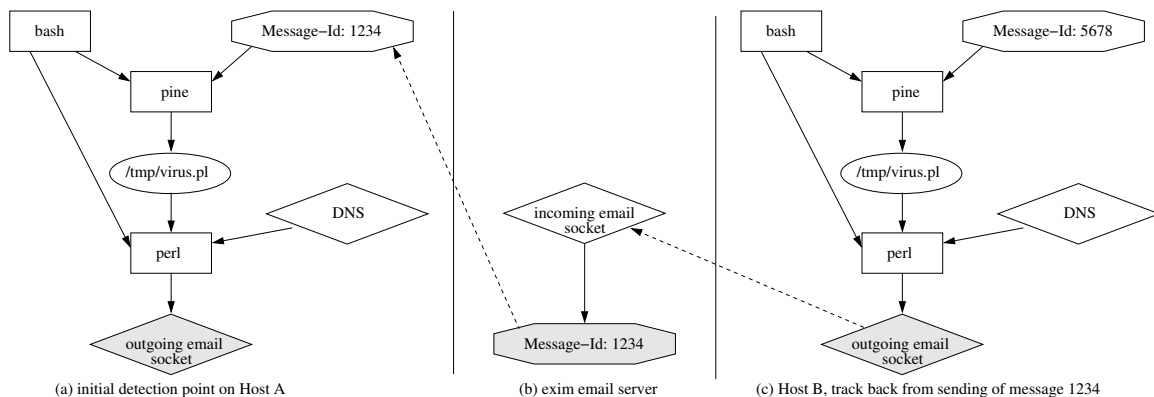 bash
Message-Id: 1234
pine
/tmp/virus.pl
DNS
perl
outgoing email
socket
(a) initial detection point on Host A
incoming email
socket
Message-Id: 1234
(b) exim email server
bash
Message-Id: 5678
pine
/tmp/virus.pl
DNS
perl
outgoing email
socket
(c) Host B, track back from sending of message 1234